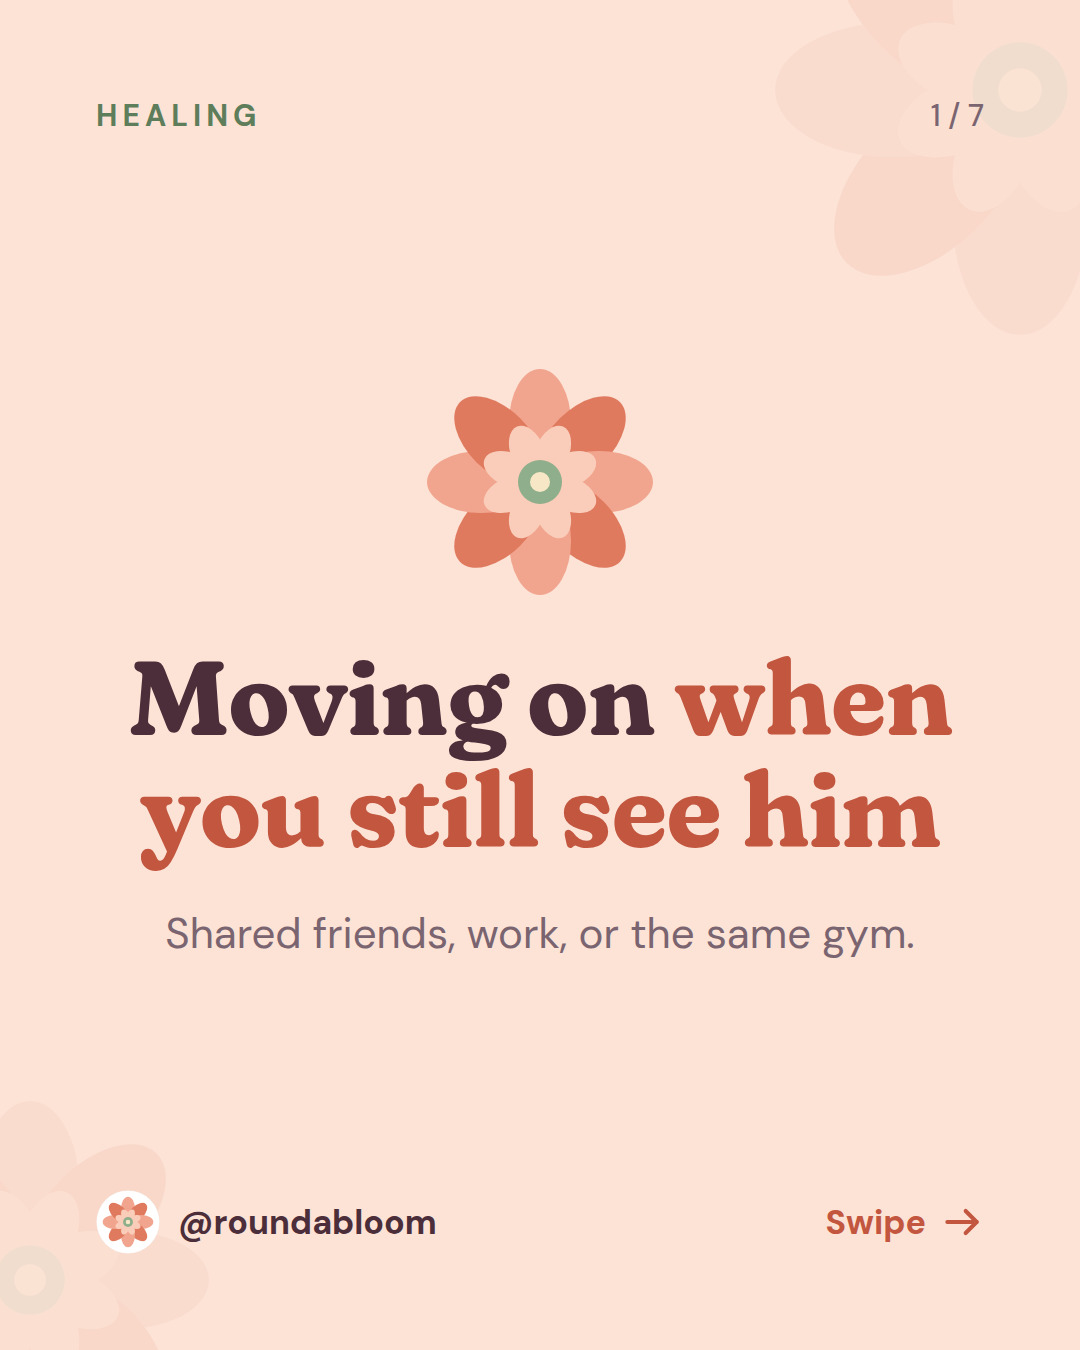 HEALING
1 / 7
Moving on when
you still see him
Shared friends, work, or the same gym.
@roundabloom
Swipe →